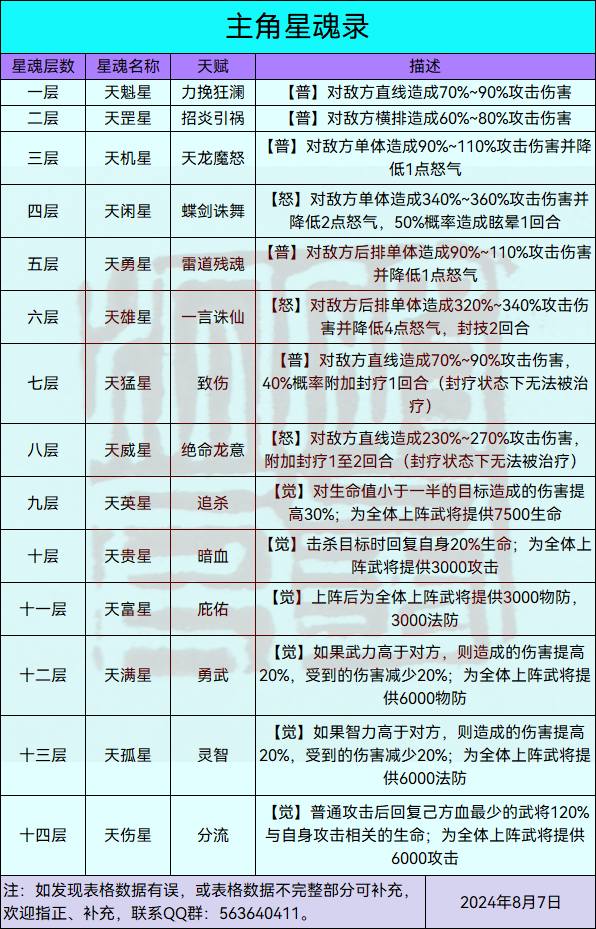 主角星魂录
星魂层数 星魂名称 天赋 描述
一层 天魁星 力挽狂澜 【普】对敌方直线造成70%~90%攻击伤害
二层 天罡星 招炎引祸 【普】对敌方横排造成60%~80%攻击伤害
三层 天机星 天龙魔怒 【普】对敌方单体造成90%~110%攻击伤害并降
低1点怒气
四层 天闲星 蝶剑诛舞 【怒】对敌方单体造成340%~360%攻击伤害并
降低2点怒气，50%概率造成眩晕1回合
五层 天勇星 雷道残魂 【普】对敌方后排单体造成90%~110%攻击伤害
并降低1点怒气
六层 天雄星 一言诛仙 【怒】对敌方后排单体造成320%~340%攻击伤
害并降低4点怒气，封技2回合
七层 天猛星 致伤 【普】对敌方直线造成70%~90%攻击伤害，
40%概率附加封疗1回合（封疗状态下无法被治
疗）
八层 天威星 绝命龙意 【怒】对敌方直线造成230%~270%攻击伤害，
附加封疗1至2回合（封疗状态下无法被治疗）
九层 天英星 追杀 【觉】对生命值小于一半的目标造成的伤害提
高30%；为全体上阵武将提供7500生命
十层 天贵星 暗血 【觉】击杀目标时回复自身20%生命；为全体上
阵武将提供3000攻击
十一层 天富星 庇佑 【觉】上阵后为全体上阵武将提供3000物防，
3000法防
十二层 天满星 勇武 【觉】如果武力高于对方，则造成的伤害提高
20%，受到的伤害减少20%；为全体上阵武将提
供6000物防
十三层 天孤星 灵智 【觉】如果智力高于对方，则造成的伤害提高
20%，受到的伤害减少20%；为全体上阵武将提
供6000法防
十四层 天伤星 分流 【觉】普通攻击后回复己方血最少的武将120%
与自身攻击相关的生命；为全体上阵武将提供
6000攻击
注：如发现表格数据有误，或表格数据不完整部分可补充，
欢迎指正、补充，联系QQ群：563640411。
2024年8月7日